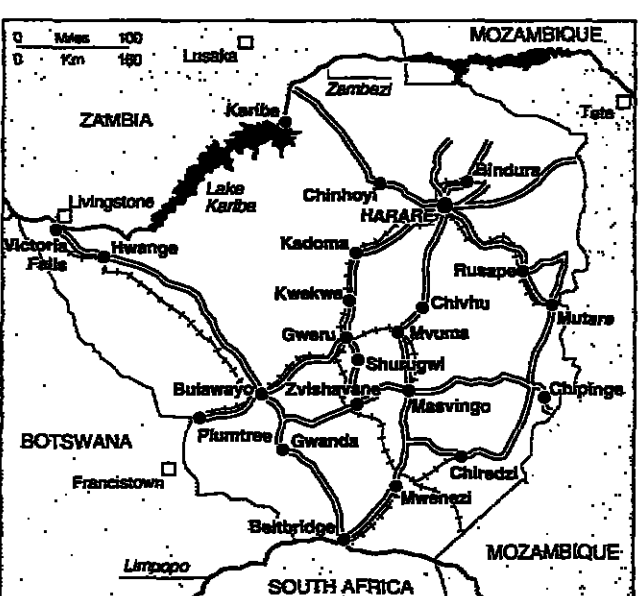 0 Miles 100
0 Km 160
MOZAMBIQUE
Lusaka
Zambezi
Tete
Kariba
ZAMBIA
Bindura
Lake
Kariba
Chinhoyi
Livingstone
HARARE
Victoria
Falls
Hwange
Kadoma
Rusape
Kwekwe
Chivhu
Mutare
Gweru
Mvuma
Shurugwi
Bulawayo
Zvishavane
Chipinge
Masvingo
Plumtree
Gwanda
BOTSWANA
Chiredzi
Francistown
Mwenezi
Beitbridge
MOZAMBIQUE
Limpopo
SOUTH AFRICA